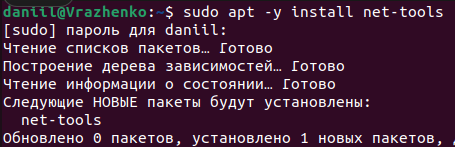 daniil@Vrazhenko:~$ sudo apt -y install net-tools
[sudo] пароль для daniil:
Чтение списков пакетов… Готово
Построение дерева зависимостей… Готово
Чтение информации о состоянии… Готово
Следующие НОВЫЕ пакеты будут установлены:
  net-tools
Обновлено 0 пакетов, установлено 1 новых пакетов,